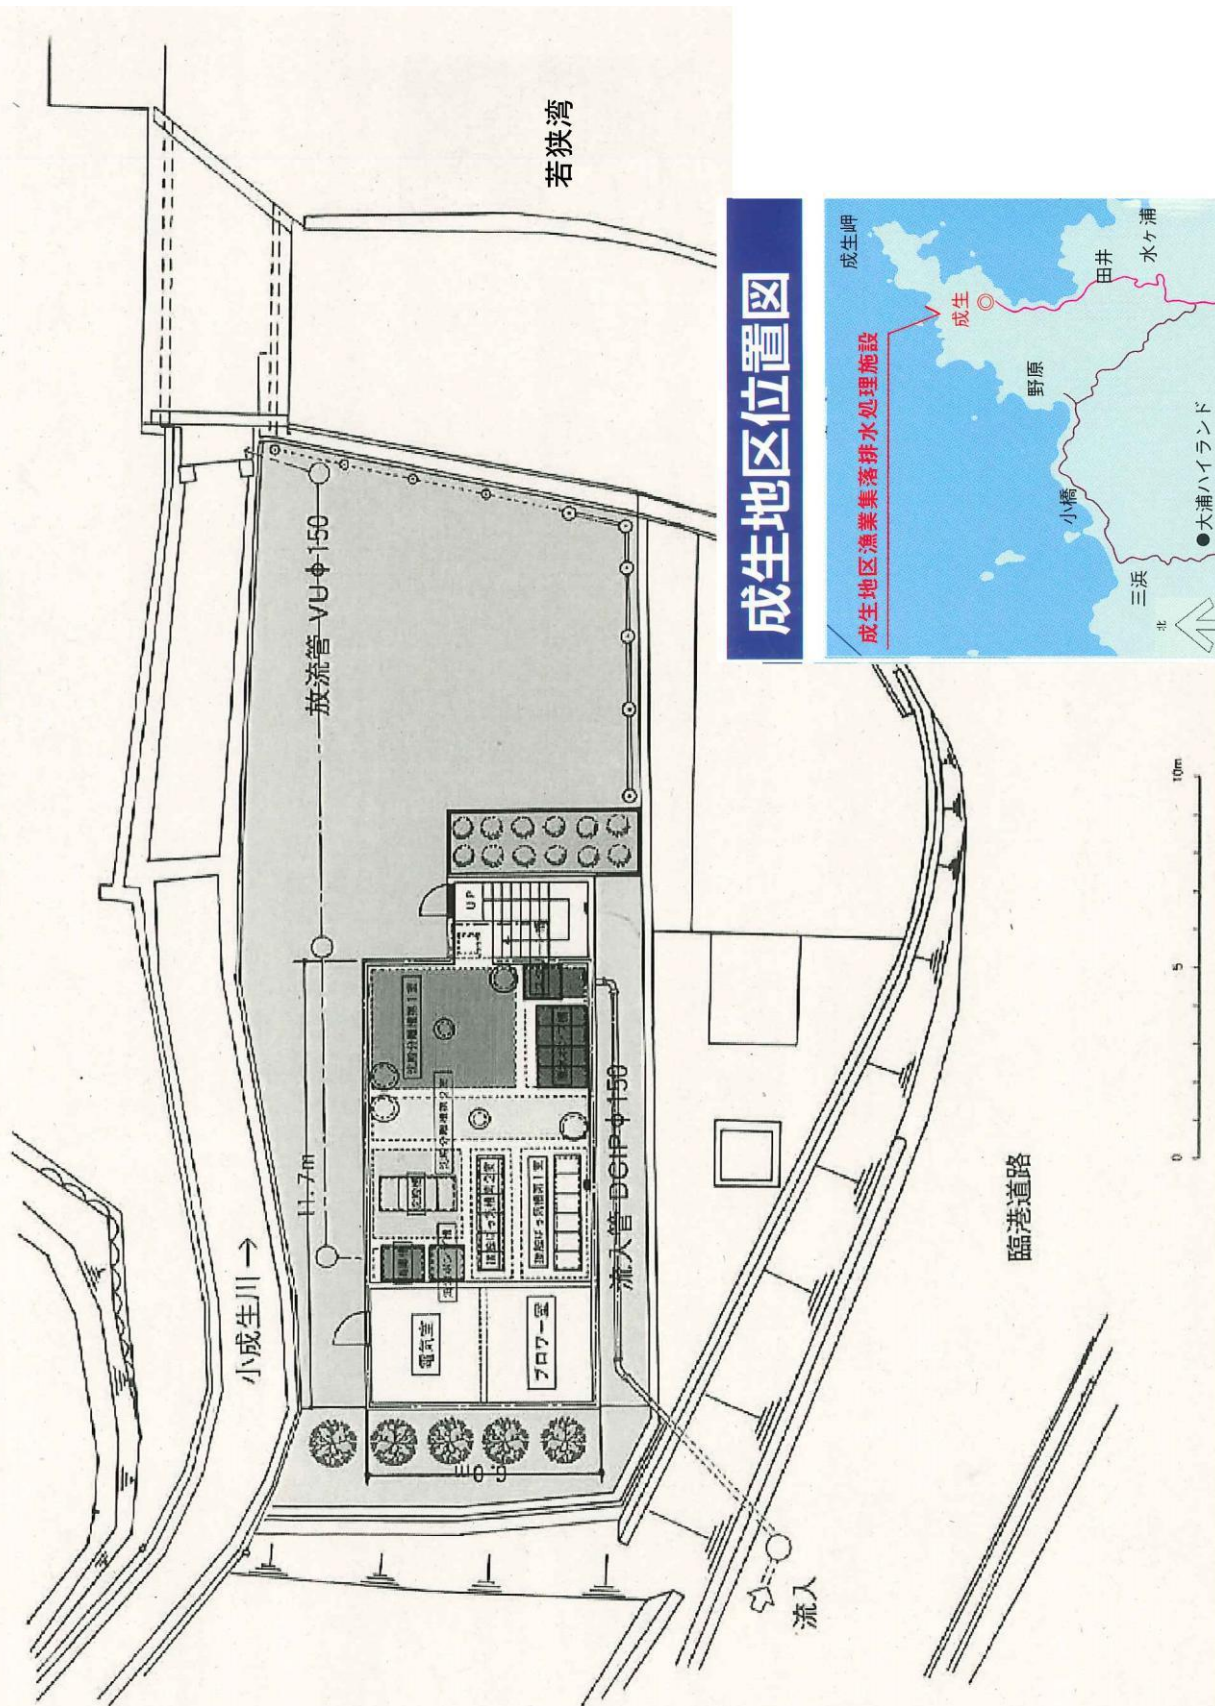 若狭湾
放流管 VUφ150
小成生川→
11.7m
6.0m
UP
沈殿分離槽第1室
沈殿分離槽第2室
接触ばっ気槽第2室
接触ばっ気槽第1室
沈殿槽
電気室
ブロワー室
流入管 DCIPφ150
流入
臨港道路
0
5
10m
成生地区位置図
成生地区漁業集落排水処理施設
成生岬
成生
野原
田井
水ヶ浦
小橋
三浜
●大浦ハイランド
北